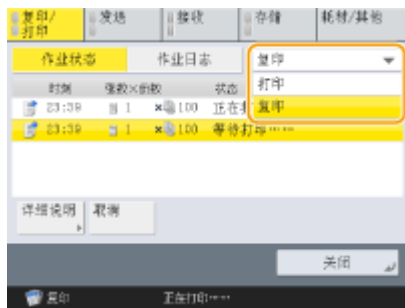 复印/
打印
发送
接收
存储
耗材/其他
作业状态
作业日志
复印
打印
复印
时刻 张数×份数 状态
23:39 1 ×100 正在
23:39 1 ×100 等待打印······
详细说明
取消
关闭
复印 正在打印······